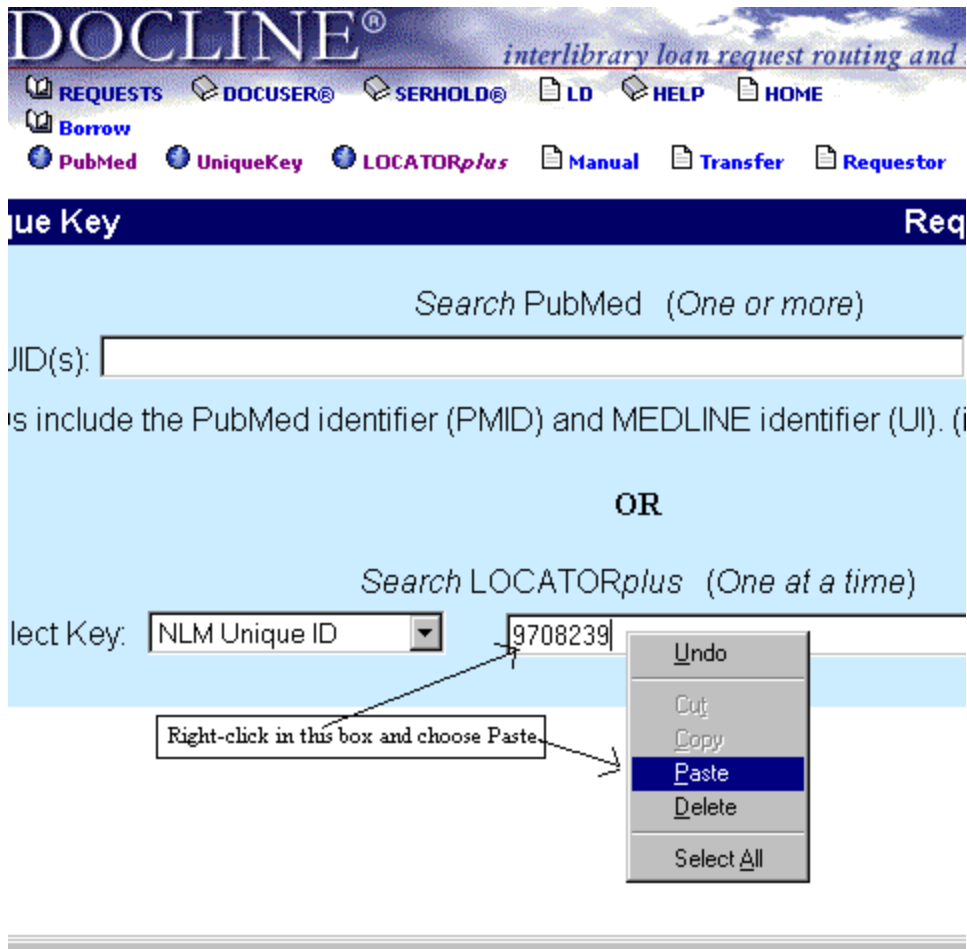 DOCLINE®
interlibrary loan request routing and
REQUESTS DOCUSER® SERHOLD® LD HELP HOME
Borrow
PubMed UniqueKey LOCATORplus Manual Transfer Requestor
ue Key Req
Search PubMed (One or more)
UID(s):
s include the PubMed identifier (PMID) and MEDLINE identifier (UI). (i
OR
Search LOCATORplus (One at a time)
lect Key: NLM Unique ID 9708239
Undo
Cut
Right-click in this box and choose Paste
Copy
Paste
Delete
Select All